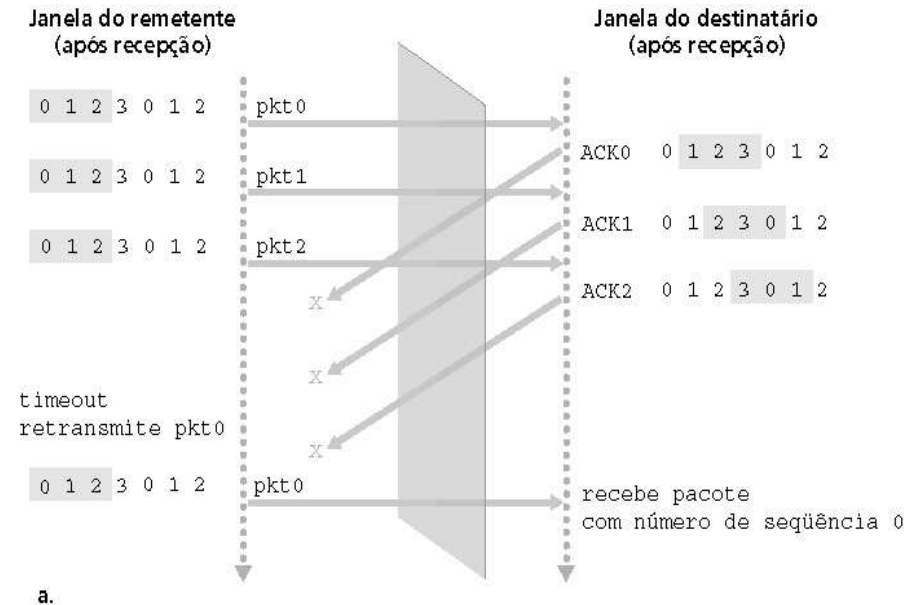 Janela do remetente
(após recepção)
Janela do destinatário
(após recepção)
0 1 2 3 0 1 2
pkt0
ACK0 0 1 2 3 0 1 2
0 1 2 3 0 1 2
pkt1
ACK1 0 1 2 3 0 1 2
0 1 2 3 0 1 2
pkt2
ACK2 0 1 2 3 0 1 2
x
x
timeout
retransmite pkt0
x
0 1 2 3 0 1 2
pkt0
recebe pacote
com número de seqüência 0
a.